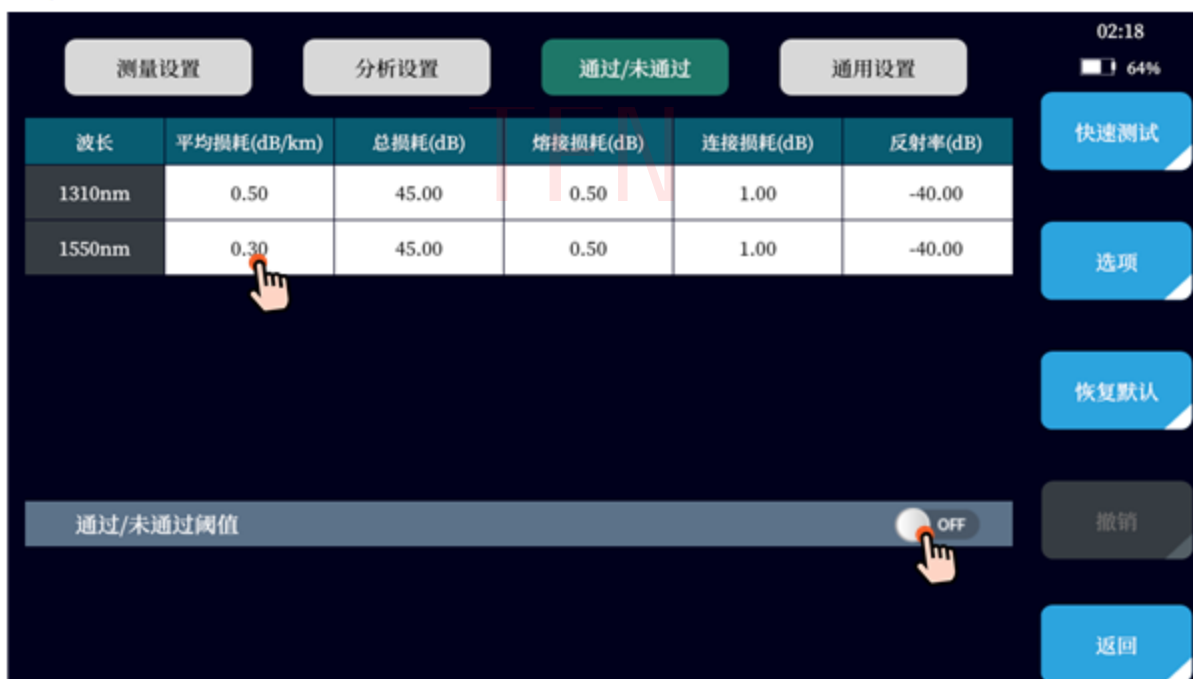 02:18
64%
测量设置 分析设置 通过/未通过 通用设置
快速测试
波长 平均损耗(dB/km) 总损耗(dB) 熔接损耗(dB) 连接损耗(dB) 反射率(dB)
1310nm 0.50 45.00 0.50 1.00 -40.00
1550nm 0.30 45.00 0.50 1.00 -40.00
TFN
选项
恢复默认
通过/未通过阈值 OFF
撤销
返回